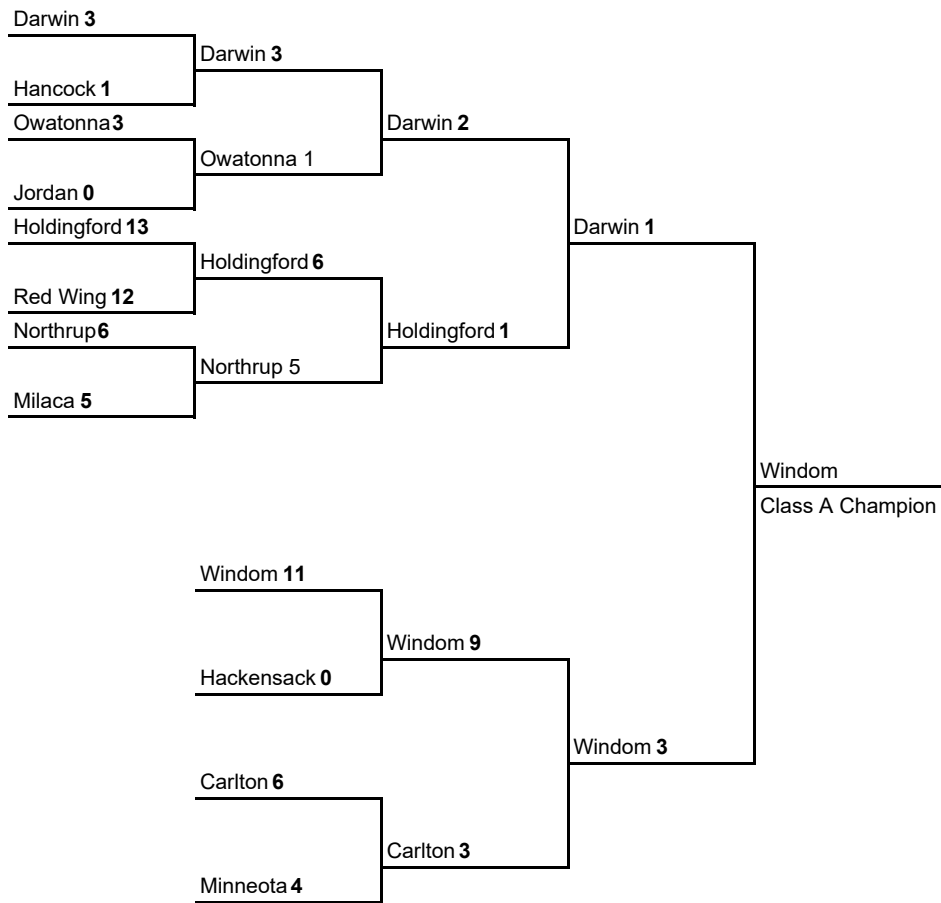 Darwin 3
Darwin 3
Hancock 1
Owatonna 3
Darwin 2
Owatonna 1
Jordan 0
Holdingford 13
Darwin 1
Holdingford 6
Red Wing 12
Northrup 6
Holdingford 1
Northrup 5
Milaca 5
Windom
Class A Champion
Windom 11
Windom 9
Hackensack 0
Windom 3
Carlton 6
Carlton 3
Minneota 4